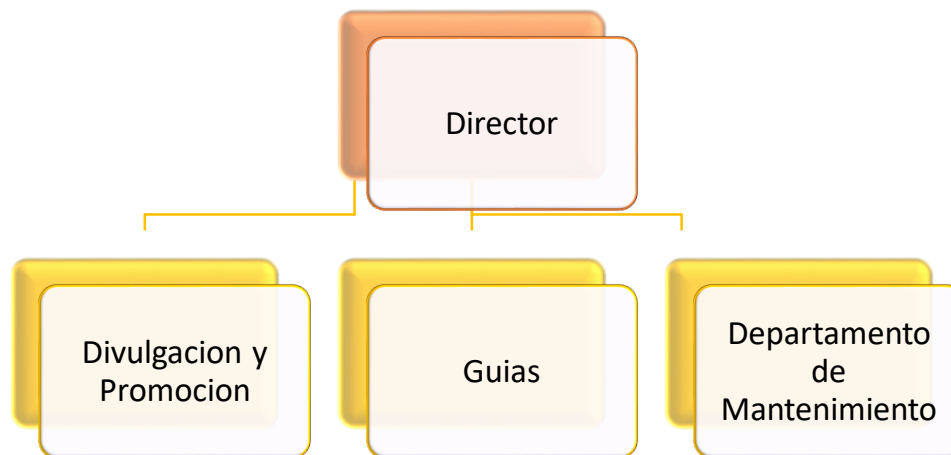 Director
Divulgacion y
Promocion
Guias
Departamento
de
Mantenimiento